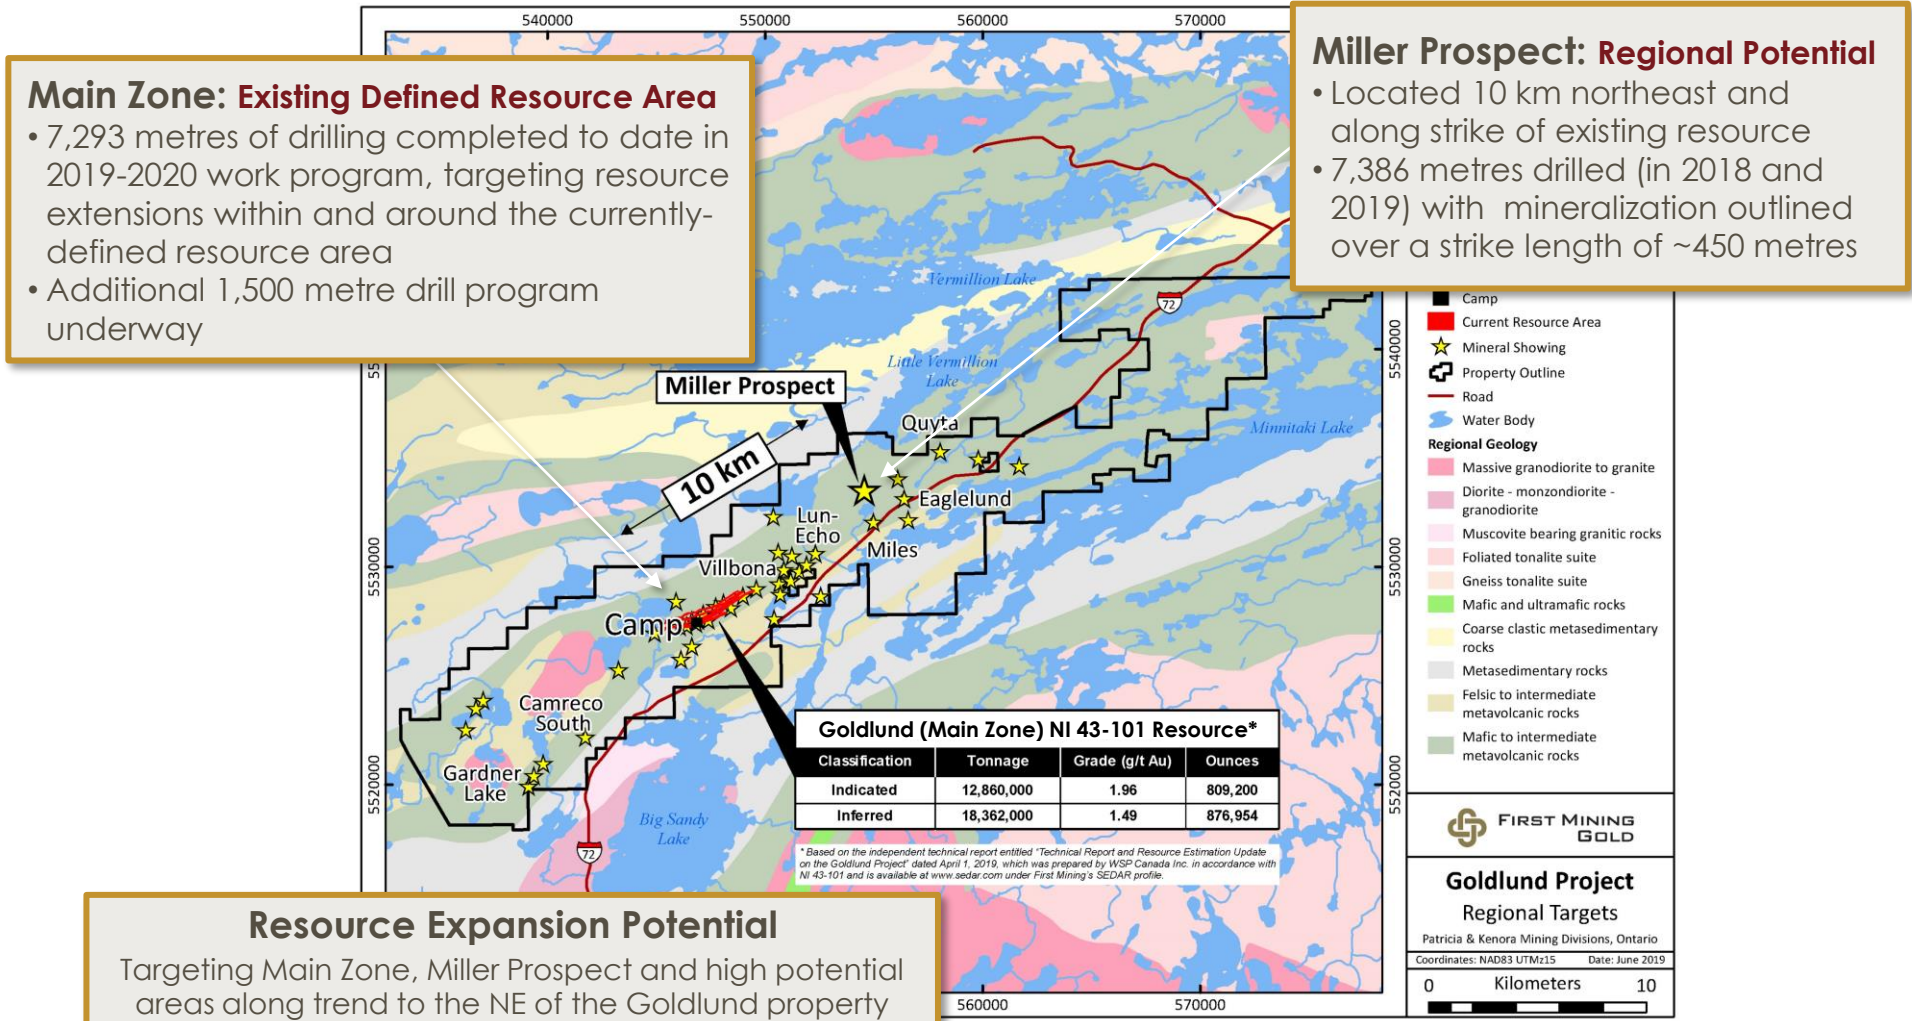 540000
550000
560000
570000
Main Zone: Existing Defined Resource Area
• 7,293 metres of drilling completed to date in
2019-2020 work program, targeting resource
extensions within and around the currently-
defined resource area
• Additional 1,500 metre drill program
underway
Miller Prospect: Regional Potential
• Located 10 km northeast and
along strike of existing resource
• 7,386 metres drilled (in 2018 and
2019) with mineralization outlined
over a strike length of ~450 metres
Vermillion Lake
72
Little Vermillion
Lake
Minnitaki Lake
Miller Prospect
10 km
Quyta
Eaglelund
Lun-
Echo
Miles
Villbona
Camp
Camreco
South
Gardner
Lake
Big Sandy
Lake
72
5530000
5520000
5540000
5530000
5520000
Goldlund (Main Zone) NI 43-101 Resource*
Classification Tonnage Grade (g/t Au) Ounces
Indicated 12,860,000 1.96 809,200
Inferred 18,362,000 1.49 876,954
* Based on the independent technical report entitled "Technical Report and Resource Estimation Update
on the Goldlund Project" dated April 1, 2019, which was prepared by WSP Canada Inc. in accordance with
NI 43-101 and is available at www.sedar.com under First Mining's SEDAR profile.
Camp
Current Resource Area
Mineral Showing
Property Outline
Road
Water Body
Regional Geology
Massive granodiorite to granite
Diorite - monzondiorite -
granodiorite
Muscovite bearing granitic rocks
Foliated tonalite suite
Gneiss tonalite suite
Mafic and ultramafic rocks
Coarse clastic metasedimentary
rocks
Metasedimentary rocks
Felsic to intermediate
metavolcanic rocks
Mafic to intermediate
metavolcanic rocks
FIRST MINING
GOLD
Goldlund Project
Regional Targets
Patricia & Kenora Mining Divisions, Ontario
Coordinates: NAD83 UTMz15 Date: June 2019
0 Kilometers 10
Resource Expansion Potential
Targeting Main Zone, Miller Prospect and high potential
areas along trend to the NE of the Goldlund property
560000
570000